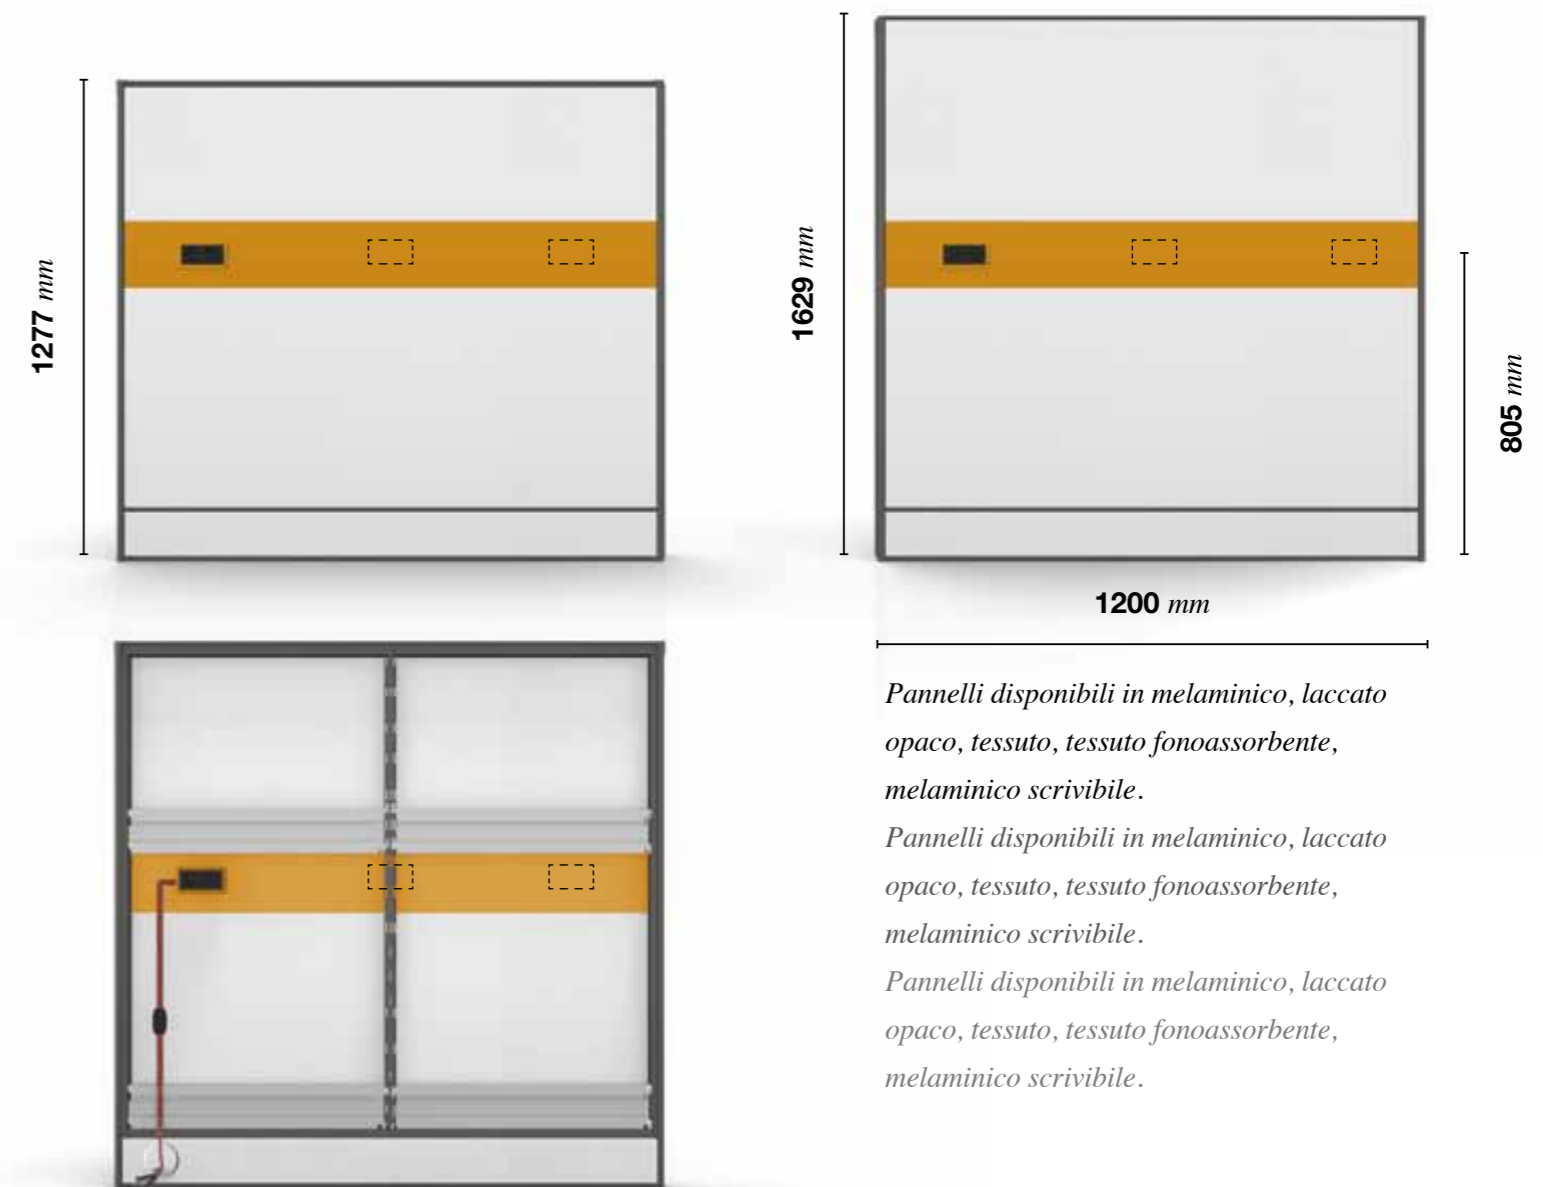 1277 mm
1629 mm
805 mm
1200 mm
Pannelli disponibili in melaminico, laccato
opaco, tessuto, tessuto fonoassorbente,
melaminico scrivibile.
Pannelli disponibili in melaminico, laccato
opaco, tessuto, tessuto fonoassorbente,
melaminico scrivibile.
Pannelli disponibili in melaminico, laccato
opaco, tessuto, tessuto fonoassorbente,
melaminico scrivibile.